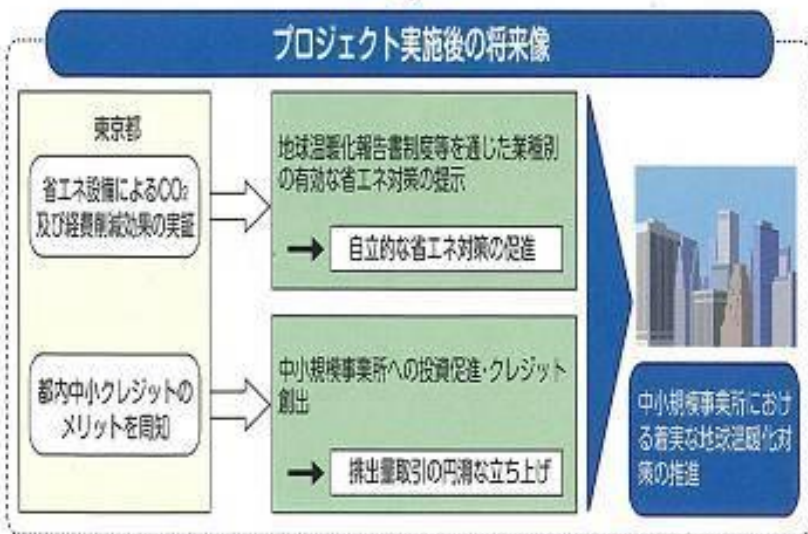 プロジェクト実施後の将来像
東京都
省エネ設備によるCO₂
及び経費削減効果の実証
地球温暖化報告書制度等を通じた業種別
の有効な省エネ対策の提示
自立的な省エネ対策の促進
都内中小クレジットの
メリットを周知
中小規模事業所への投資促進・クレジット
創出
排出量取引の円滑な立ち上げ
中小規模事業所におけ
る着実な地球温暖化対
策の推進